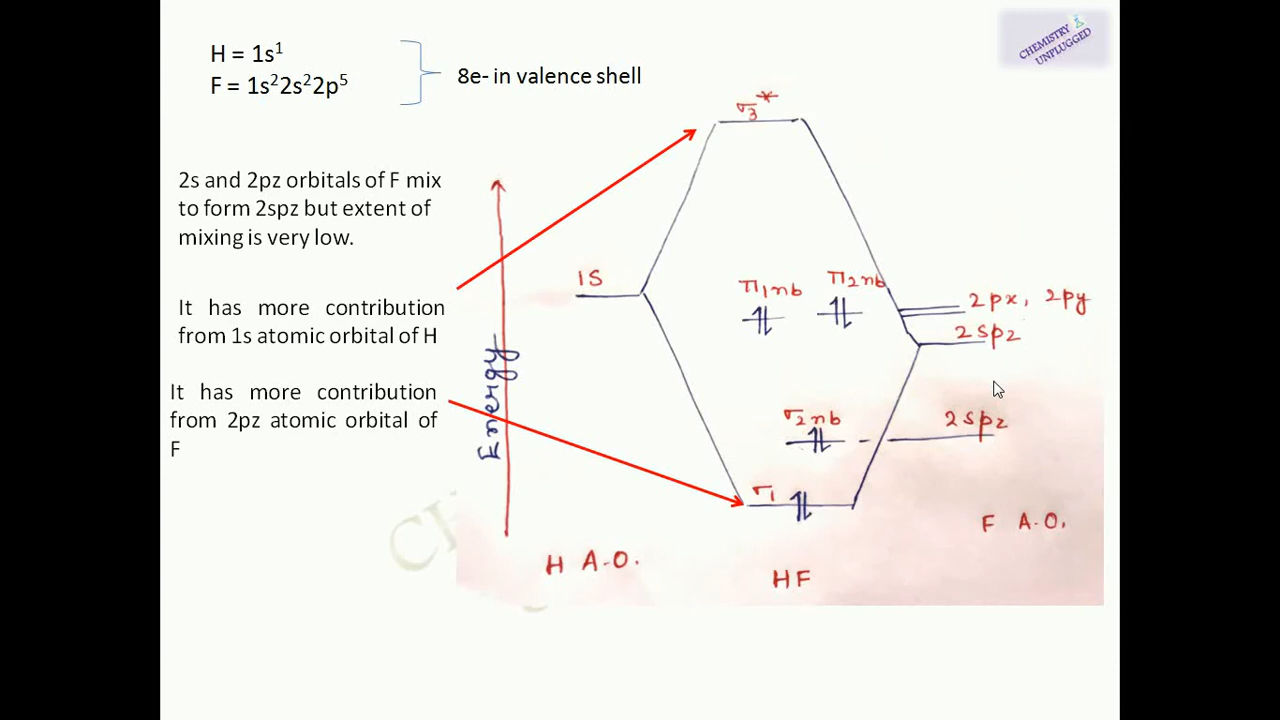 H = 1s¹
F = 1s²2s²2p⁵
8e- in valence shell
CHEMISTRY
UNPLUGGED
2s and 2pz orbitals of F mix
to form 2spz but extent of
mixing is very low.
It has more contribution
from 1s atomic orbital of H
It has more contribution
from 2pz atomic orbital of
F
Energy
σ3*
1S
π1nb
π2nb
2px, 2py
2spz
σ2nb
2spz
σ1
F A.O.
H A.O.
HF